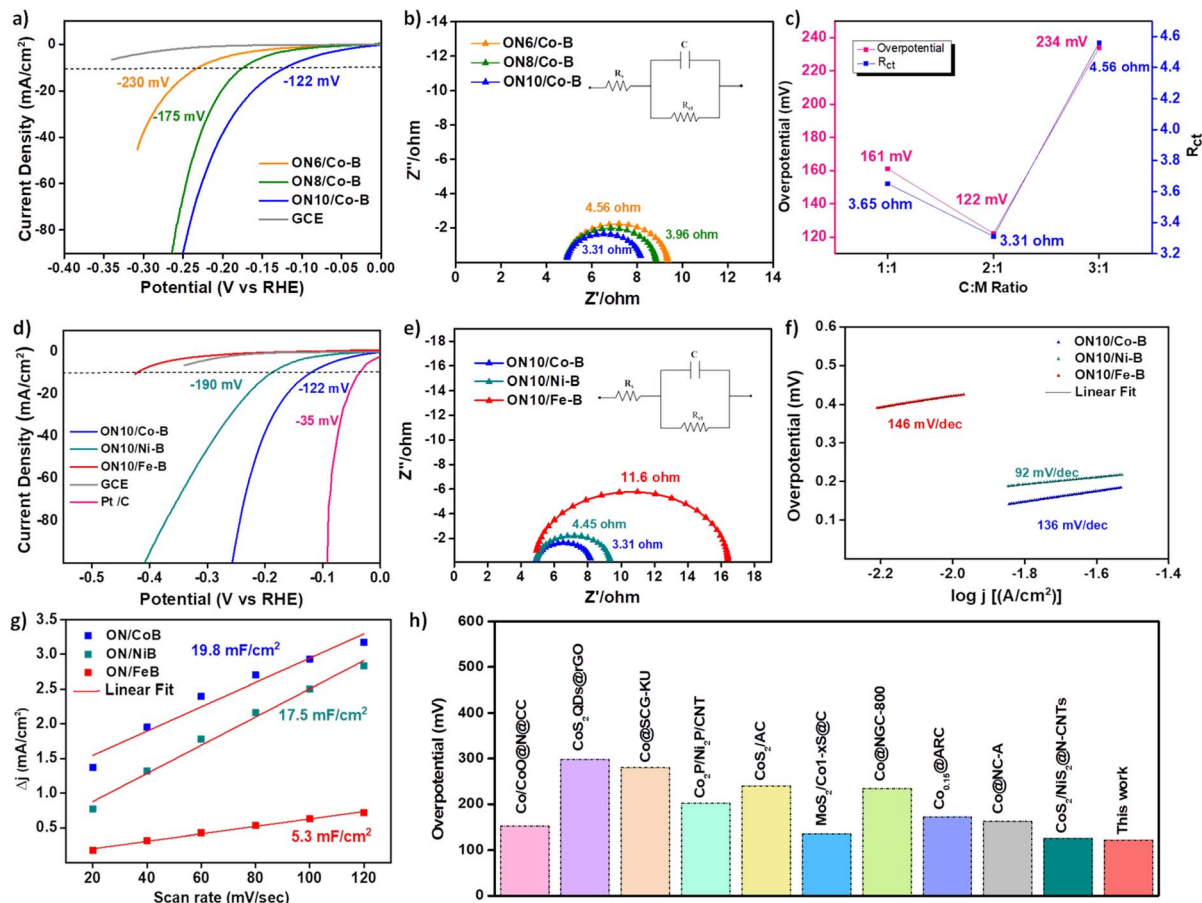 a)
Current Density (mA/cm²)
0
-20
-40
-60
-80
-230 mV
-175 mV
-122 mV
ON6/Co-B
ON8/Co-B
ON10/Co-B
GCE
-0.40 -0.35 -0.30 -0.25 -0.20 -0.15 -0.10 -0.05 0.00
Potential (V vs RHE)
b)
Z''/ohm
-14
-12
-10
-8
-6
-4
-2
ON6/Co-B
ON8/Co-B
ON10/Co-B
C
Rs
Rct
4.56 ohm
3.96 ohm
3.31 ohm
0 2 4 6 8 10 12 14
Z'/ohm
c)
Overpotential (mV)
240
220
200
180
160
140
120
Overpotential
Rct
234 mV
4.56 ohm
161 mV
3.65 ohm
122 mV
3.31 ohm
1:1 2:1 3:1
C:M Ratio
4.6
4.4
4.2
4.0
3.8
3.6
3.4
3.2
Rct
d)
Current Density (mA/cm²)
0
-20
-40
-60
-80
-190 mV
-122 mV
-35 mV
ON10/Co-B
ON10/Ni-B
ON10/Fe-B
GCE
Pt /C
-0.5 -0.4 -0.3 -0.2 -0.1 0.0
Potential (V vs RHE)
e)
Z''/ohm
-18
-16
-14
-12
-10
-8
-6
-4
-2
ON10/Co-B
ON10/Ni-B
ON10/Fe-B
C
Rs
Rct
11.6 ohm
4.45 ohm
3.31 ohm
0 2 4 6 8 10 12 14 16 18
Z'/ohm
f)
Overpotential (mV)
0.6
0.4
0.3
0.2
0.1
ON10/Co-B
ON10/Ni-B
ON10/Fe-B
Linear Fit
146 mV/dec
92 mV/dec
136 mV/dec
-2.2 -2.0 -1.8 -1.6 -1.4
log j [(A/cm²)]
g)
Δj (mA/cm²)
3.5
3.0
2.5
2.0
1.5
1.0
0.5
ON/CoB
ON/NiB
ON/FeB
Linear Fit
19.8 mF/cm²
17.5 mF/cm²
5.3 mF/cm²
20 40 60 80 100 120
Scan rate (mV/sec)
h)
Overpotential (mV)
600
500
400
300
200
100
0
Co/CoO@N@CC
CoS₂QDs@rGO
Co@SCG-KU
Co₂P/Ni₂P/CNT
CoS₂/AC
MoS₂/Co1-xS@C
Co@NGC-800
Co₀.₁₅@ARC
Co@NC-A
CoS₂/NiS₂@N-CNTs
This work